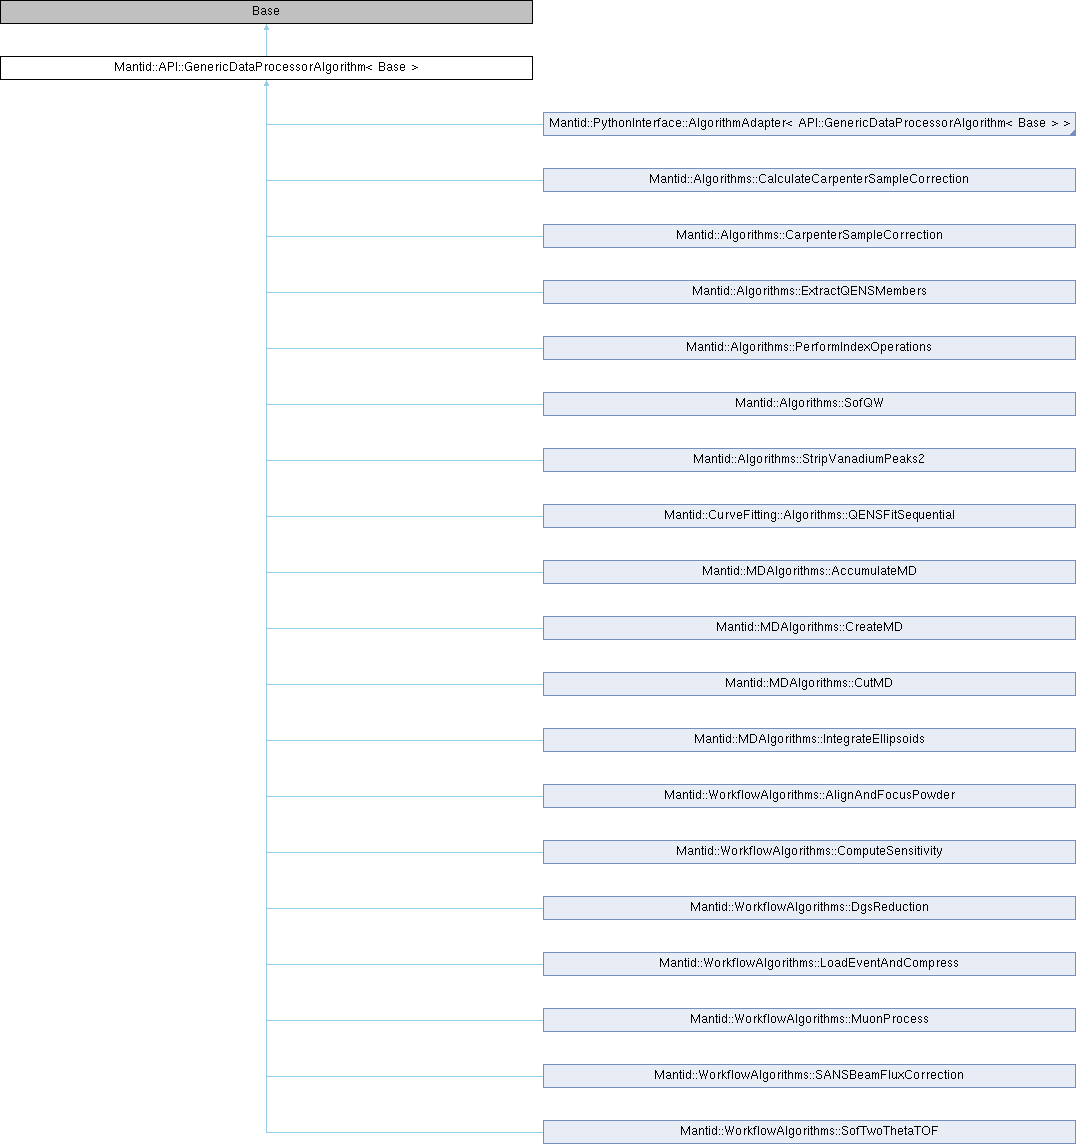 Base
Mantid::API::GenericDataProcessorAlgorithm< Base >
Mantid::PythonInterface::AlgorithmAdapter< API::GenericDataProcessorAlgorithm< Base > >
Mantid::Algorithms::CalculateCarpenterSampleCorrection
Mantid::Algorithms::CarpenterSampleCorrection
Mantid::Algorithms::ExtractQENSMembers
Mantid::Algorithms::PerformIndexOperations
Mantid::Algorithms::SofQW
Mantid::Algorithms::StripVanadiumPeaks2
Mantid::CurveFitting::Algorithms::QENSFitSequential
Mantid::MDAlgorithms::AccumulateMD
Mantid::MDAlgorithms::CreateMD
Mantid::MDAlgorithms::CutMD
Mantid::MDAlgorithms::IntegrateEllipsoids
Mantid::WorkflowAlgorithms::AlignAndFocusPowder
Mantid::WorkflowAlgorithms::ComputeSensitivity
Mantid::WorkflowAlgorithms::DgsReduction
Mantid::WorkflowAlgorithms::LoadEventAndCompress
Mantid::WorkflowAlgorithms::MuonProcess
Mantid::WorkflowAlgorithms::SANSBeamFluxCorrection
Mantid::WorkflowAlgorithms::SofTwoThetaTOF